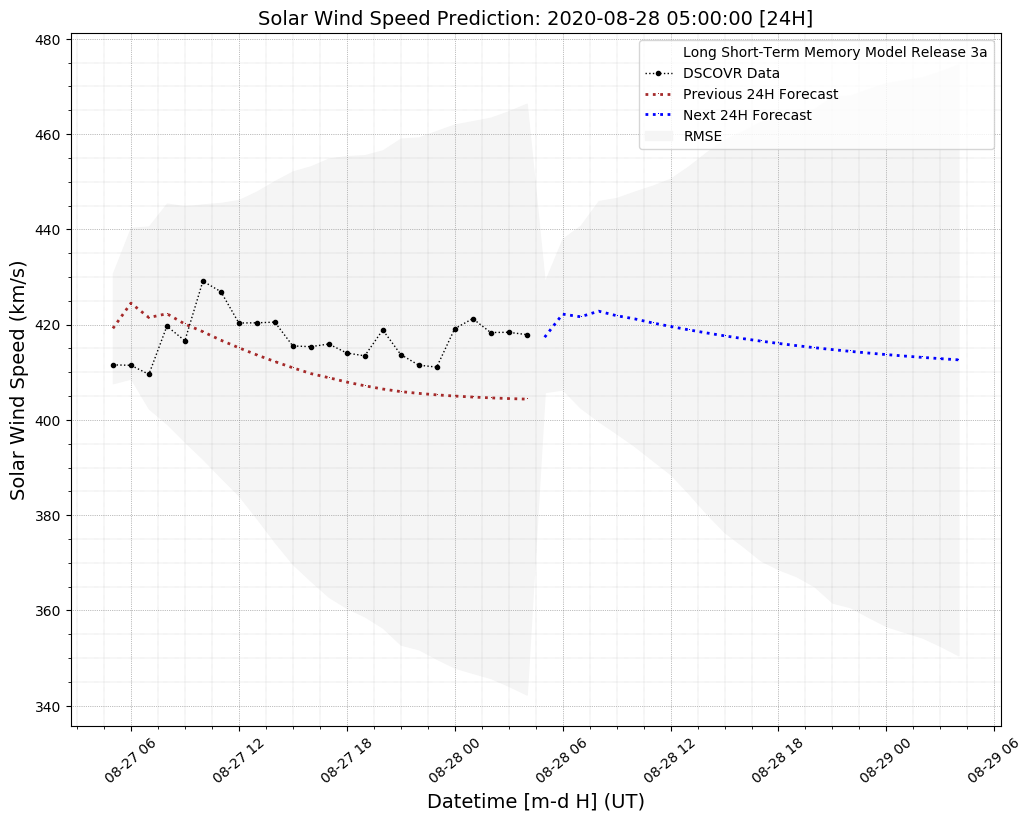 Solar Wind Speed Prediction: 2020-08-28 05:00:00 [24H]
Long Short-Term Memory Model Release 3a
DSCOVR Data
Previous 24H Forecast
Next 24H Forecast
RMSE
Solar Wind Speed (km/s)
480
460
440
420
400
380
360
340
08-27 06
08-27 12
08-27 18
08-28 00
08-28 06
08-28 12
08-28 18
08-29 00
08-29 06
Datetime [m-d H] (UT)